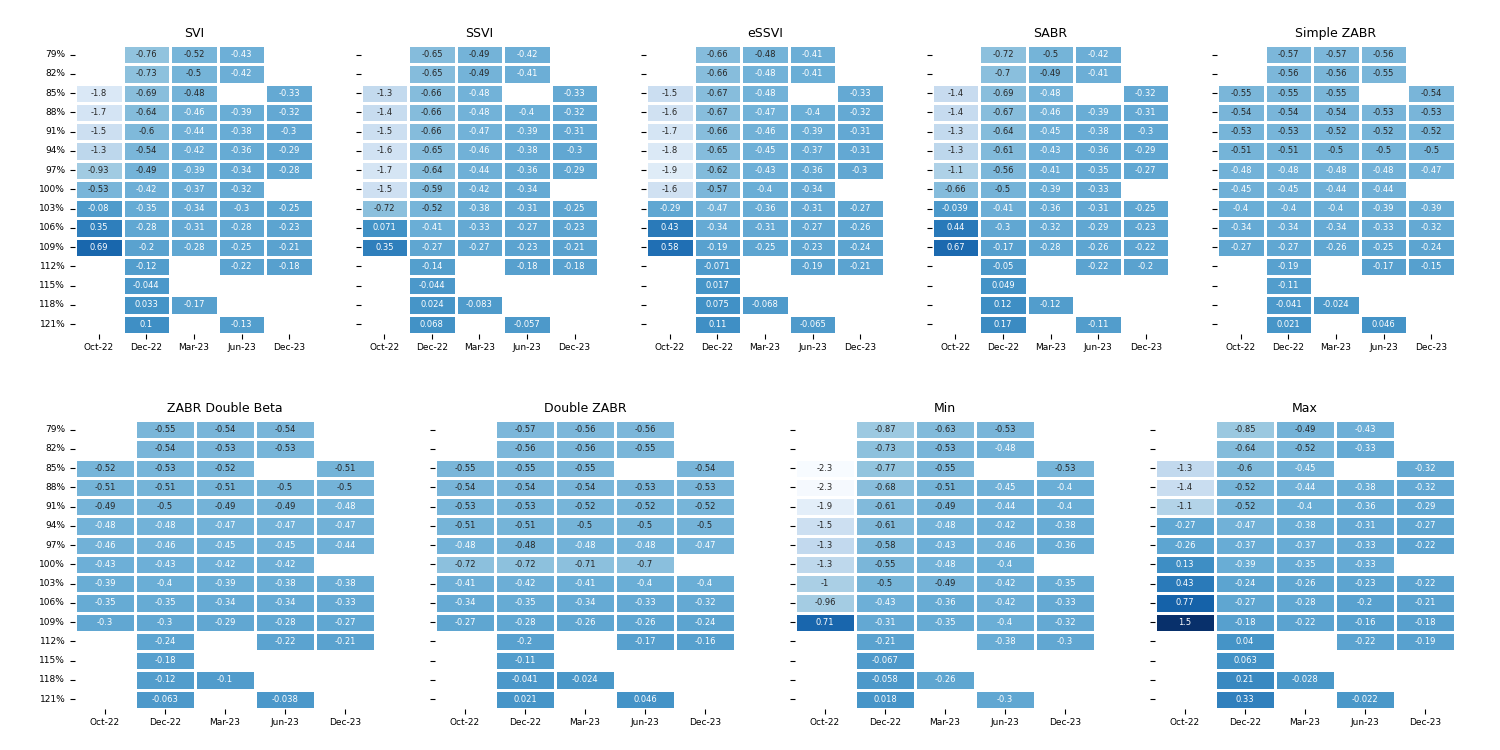 SVI SSVI eSSVI SABR Simple ZABR
79% -0.76 -0.52 -0.43 -0.65 -0.49 -0.42 -0.66 -0.48 -0.41 -0.72 -0.5 -0.42 -0.57 -0.57 -0.56
82% -0.73 -0.5 -0.42 -0.65 -0.49 -0.41 -0.66 -0.48 -0.41 -0.7 -0.49 -0.41 -0.56 -0.56 -0.55
85% -1.8 -0.69 -0.48 -0.33 -1.3 -0.66 -0.48 -0.33 -1.5 -0.67 -0.48 -0.33 -1.4 -0.69 -0.48 -0.32 -0.55 -0.55 -0.55 -0.54
88% -1.7 -0.64 -0.46 -0.39 -0.32 -1.4 -0.66 -0.48 -0.4 -0.32 -1.6 -0.67 -0.47 -0.4 -0.32 -1.4 -0.67 -0.46 -0.39 -0.31 -0.54 -0.54 -0.54 -0.53 -0.53
91% -1.5 -0.6 -0.44 -0.38 -0.3 -1.5 -0.66 -0.47 -0.39 -0.31 -1.7 -0.66 -0.46 -0.39 -0.31 -1.3 -0.64 -0.45 -0.38 -0.3 -0.53 -0.53 -0.52 -0.52 -0.52
94% -1.3 -0.54 -0.42 -0.36 -0.29 -1.6 -0.65 -0.46 -0.38 -0.3 -1.8 -0.65 -0.45 -0.37 -0.31 -1.3 -0.61 -0.43 -0.36 -0.29 -0.51 -0.51 -0.5 -0.5 -0.5
97% -0.93 -0.49 -0.39 -0.34 -0.28 -1.7 -0.64 -0.44 -0.36 -0.29 -1.9 -0.62 -0.43 -0.36 -0.3 -1.1 -0.56 -0.41 -0.35 -0.27 -0.48 -0.48 -0.48 -0.48 -0.47
100% -0.53 -0.42 -0.37 -0.32 -1.5 -0.59 -0.42 -0.34 -1.6 -0.57 -0.4 -0.34 -0.66 -0.5 -0.39 -0.33 -0.45 -0.45 -0.44 -0.44
103% -0.08 -0.35 -0.34 -0.3 -0.25 -0.72 -0.52 -0.38 -0.31 -0.25 -0.29 -0.47 -0.36 -0.31 -0.27 -0.039 -0.41 -0.36 -0.31 -0.25 -0.4 -0.4 -0.4 -0.39 -0.39
106% 0.35 -0.28 -0.31 -0.28 -0.23 0.071 -0.41 -0.33 -0.27 -0.23 0.43 -0.34 -0.31 -0.27 -0.26 0.44 -0.3 -0.32 -0.29 -0.23 -0.34 -0.34 -0.34 -0.33 -0.32
109% 0.69 -0.2 -0.28 -0.25 -0.21 0.35 -0.27 -0.27 -0.23 -0.21 0.58 -0.19 -0.25 -0.23 -0.24 0.67 -0.17 -0.28 -0.26 -0.22 -0.27 -0.27 -0.26 -0.25 -0.24
112% -0.12 -0.22 -0.18 -0.14 -0.18 -0.18 -0.071 -0.19 -0.21 -0.05 -0.22 -0.2 -0.19 -0.17 -0.15
115% -0.044 -0.044 0.017 0.049 -0.11
118% 0.033 -0.17 0.024 -0.083 0.075 -0.068 0.12 -0.12 -0.041 -0.024
121% 0.1 -0.13 0.068 -0.057 0.11 -0.065 0.17 -0.11 0.021 0.046
Oct-22 Dec-22 Mar-23 Jun-23 Dec-23 Oct-22 Dec-22 Mar-23 Jun-23 Dec-23 Oct-22 Dec-22 Mar-23 Jun-23 Dec-23 Oct-22 Dec-22 Mar-23 Jun-23 Dec-23 Oct-22 Dec-22 Mar-23 Jun-23 Dec-23
ZABR Double Beta Double ZABR Min Max
79% -0.55 -0.54 -0.54 -0.57 -0.56 -0.56 -0.87 -0.63 -0.53 -0.85 -0.49 -0.43
82% -0.54 -0.53 -0.53 -0.56 -0.56 -0.55 -0.73 -0.53 -0.48 -0.64 -0.52 -0.33
85% -0.52 -0.53 -0.52 -0.51 -0.55 -0.55 -0.55 -0.54 -2.3 -0.77 -0.55 -0.53 -1.3 -0.6 -0.45 -0.32
88% -0.51 -0.51 -0.51 -0.5 -0.5 -0.54 -0.54 -0.54 -0.53 -0.53 -2.3 -0.68 -0.51 -0.45 -0.4 -1.4 -0.52 -0.44 -0.38 -0.32
91% -0.49 -0.5 -0.49 -0.49 -0.48 -0.53 -0.53 -0.52 -0.52 -0.52 -1.9 -0.61 -0.49 -0.44 -0.4 -1.1 -0.52 -0.4 -0.36 -0.29
94% -0.48 -0.48 -0.47 -0.47 -0.47 -0.51 -0.51 -0.5 -0.5 -0.5 -1.5 -0.61 -0.48 -0.42 -0.38 -0.27 -0.47 -0.38 -0.31 -0.27
97% -0.46 -0.46 -0.45 -0.45 -0.44 -0.48 -0.48 -0.48 -0.48 -0.47 -1.3 -0.58 -0.43 -0.46 -0.36 -0.26 -0.37 -0.37 -0.33 -0.22
100% -0.43 -0.43 -0.42 -0.42 -0.72 -0.72 -0.71 -0.7 -1.3 -0.55 -0.48 -0.4 0.13 -0.39 -0.35 -0.33
103% -0.39 -0.4 -0.39 -0.38 -0.38 -0.41 -0.42 -0.41 -0.4 -0.4 -1 -0.5 -0.49 -0.42 -0.35 0.43 -0.24 -0.26 -0.23 -0.22
106% -0.35 -0.35 -0.34 -0.34 -0.33 -0.34 -0.35 -0.34 -0.33 -0.32 -0.96 -0.43 -0.36 -0.42 -0.33 0.77 -0.27 -0.28 -0.2 -0.21
109% -0.3 -0.3 -0.29 -0.28 -0.27 -0.27 -0.28 -0.26 -0.26 -0.24 0.71 -0.31 -0.35 -0.4 -0.32 1.5 -0.18 -0.22 -0.16 -0.18
112% -0.24 -0.22 -0.21 -0.2 -0.17 -0.16 -0.21 -0.38 -0.3 0.04 -0.22 -0.19
115% -0.18 -0.11 -0.067 0.063
118% -0.12 -0.1 -0.041 -0.024 -0.058 -0.26 0.21 -0.028
121% -0.063 -0.038 0.021 0.046 0.018 -0.3 0.33 -0.022
Oct-22 Dec-22 Mar-23 Jun-23 Dec-23 Oct-22 Dec-22 Mar-23 Jun-23 Dec-23 Oct-22 Dec-22 Mar-23 Jun-23 Dec-23 Oct-22 Dec-22 Mar-23 Jun-23 Dec-23